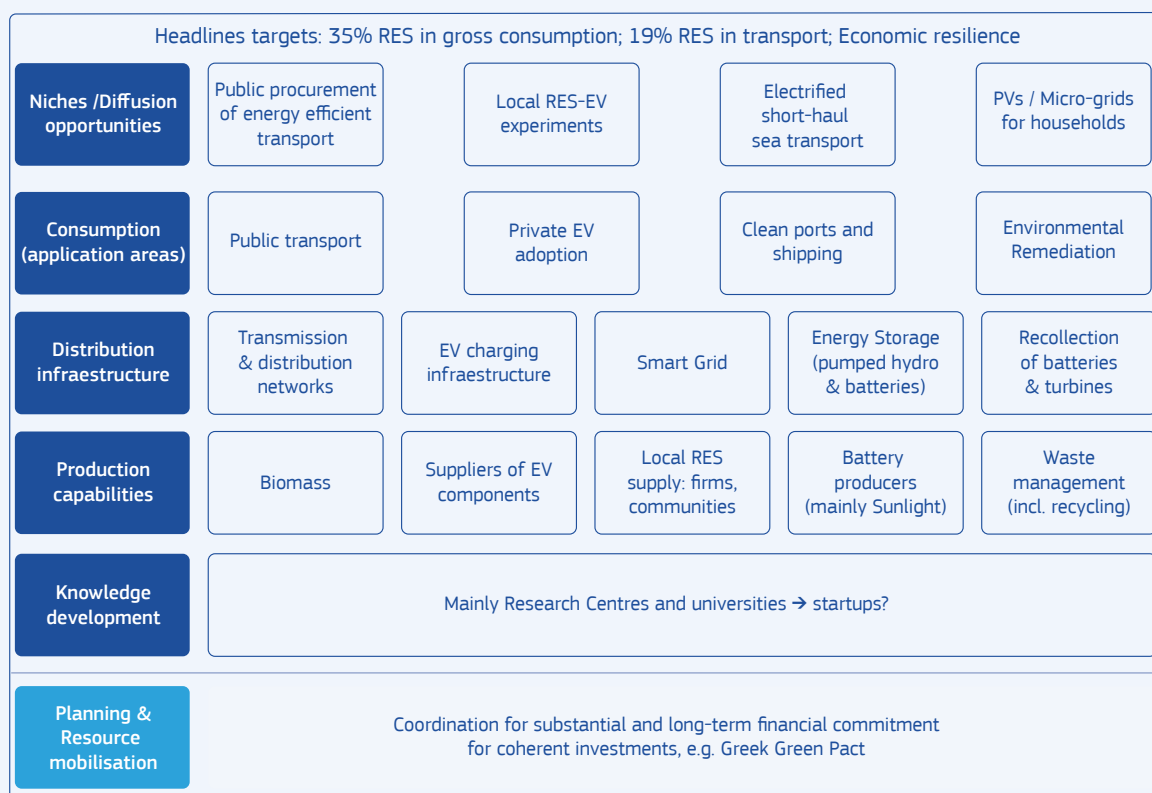 Headlines targets: 35% RES in gross consumption; 19% RES in transport; Economic resilience
Niches /Diffusion
opportunities
Public procurement
of energy efficient
transport
Local RES-EV
experiments
Electrified
short-haul
sea transport
PVs / Micro-grids
for households
Consumption
(application areas)
Public transport
Private EV
adoption
Clean ports and
shipping
Environmental
Remediation
Distribution
infraestructure
Transmission
& distribution
networks
EV charging
infraestructure
Smart Grid
Energy Storage
(pumped hydro
& batteries)
Recollection
of batteries
& turbines
Production
capabilities
Biomass
Suppliers of EV
components
Local RES
supply: firms,
communities
Battery
producers
(mainly Sunlight)
Waste
management
(incl. recycling)
Knowledge
development
Mainly Research Centres and universities → startups?
Planning &
Resource
mobilisation
Coordination for substantial and long-term financial commitment
for coherent investments, e.g. Greek Green Pact